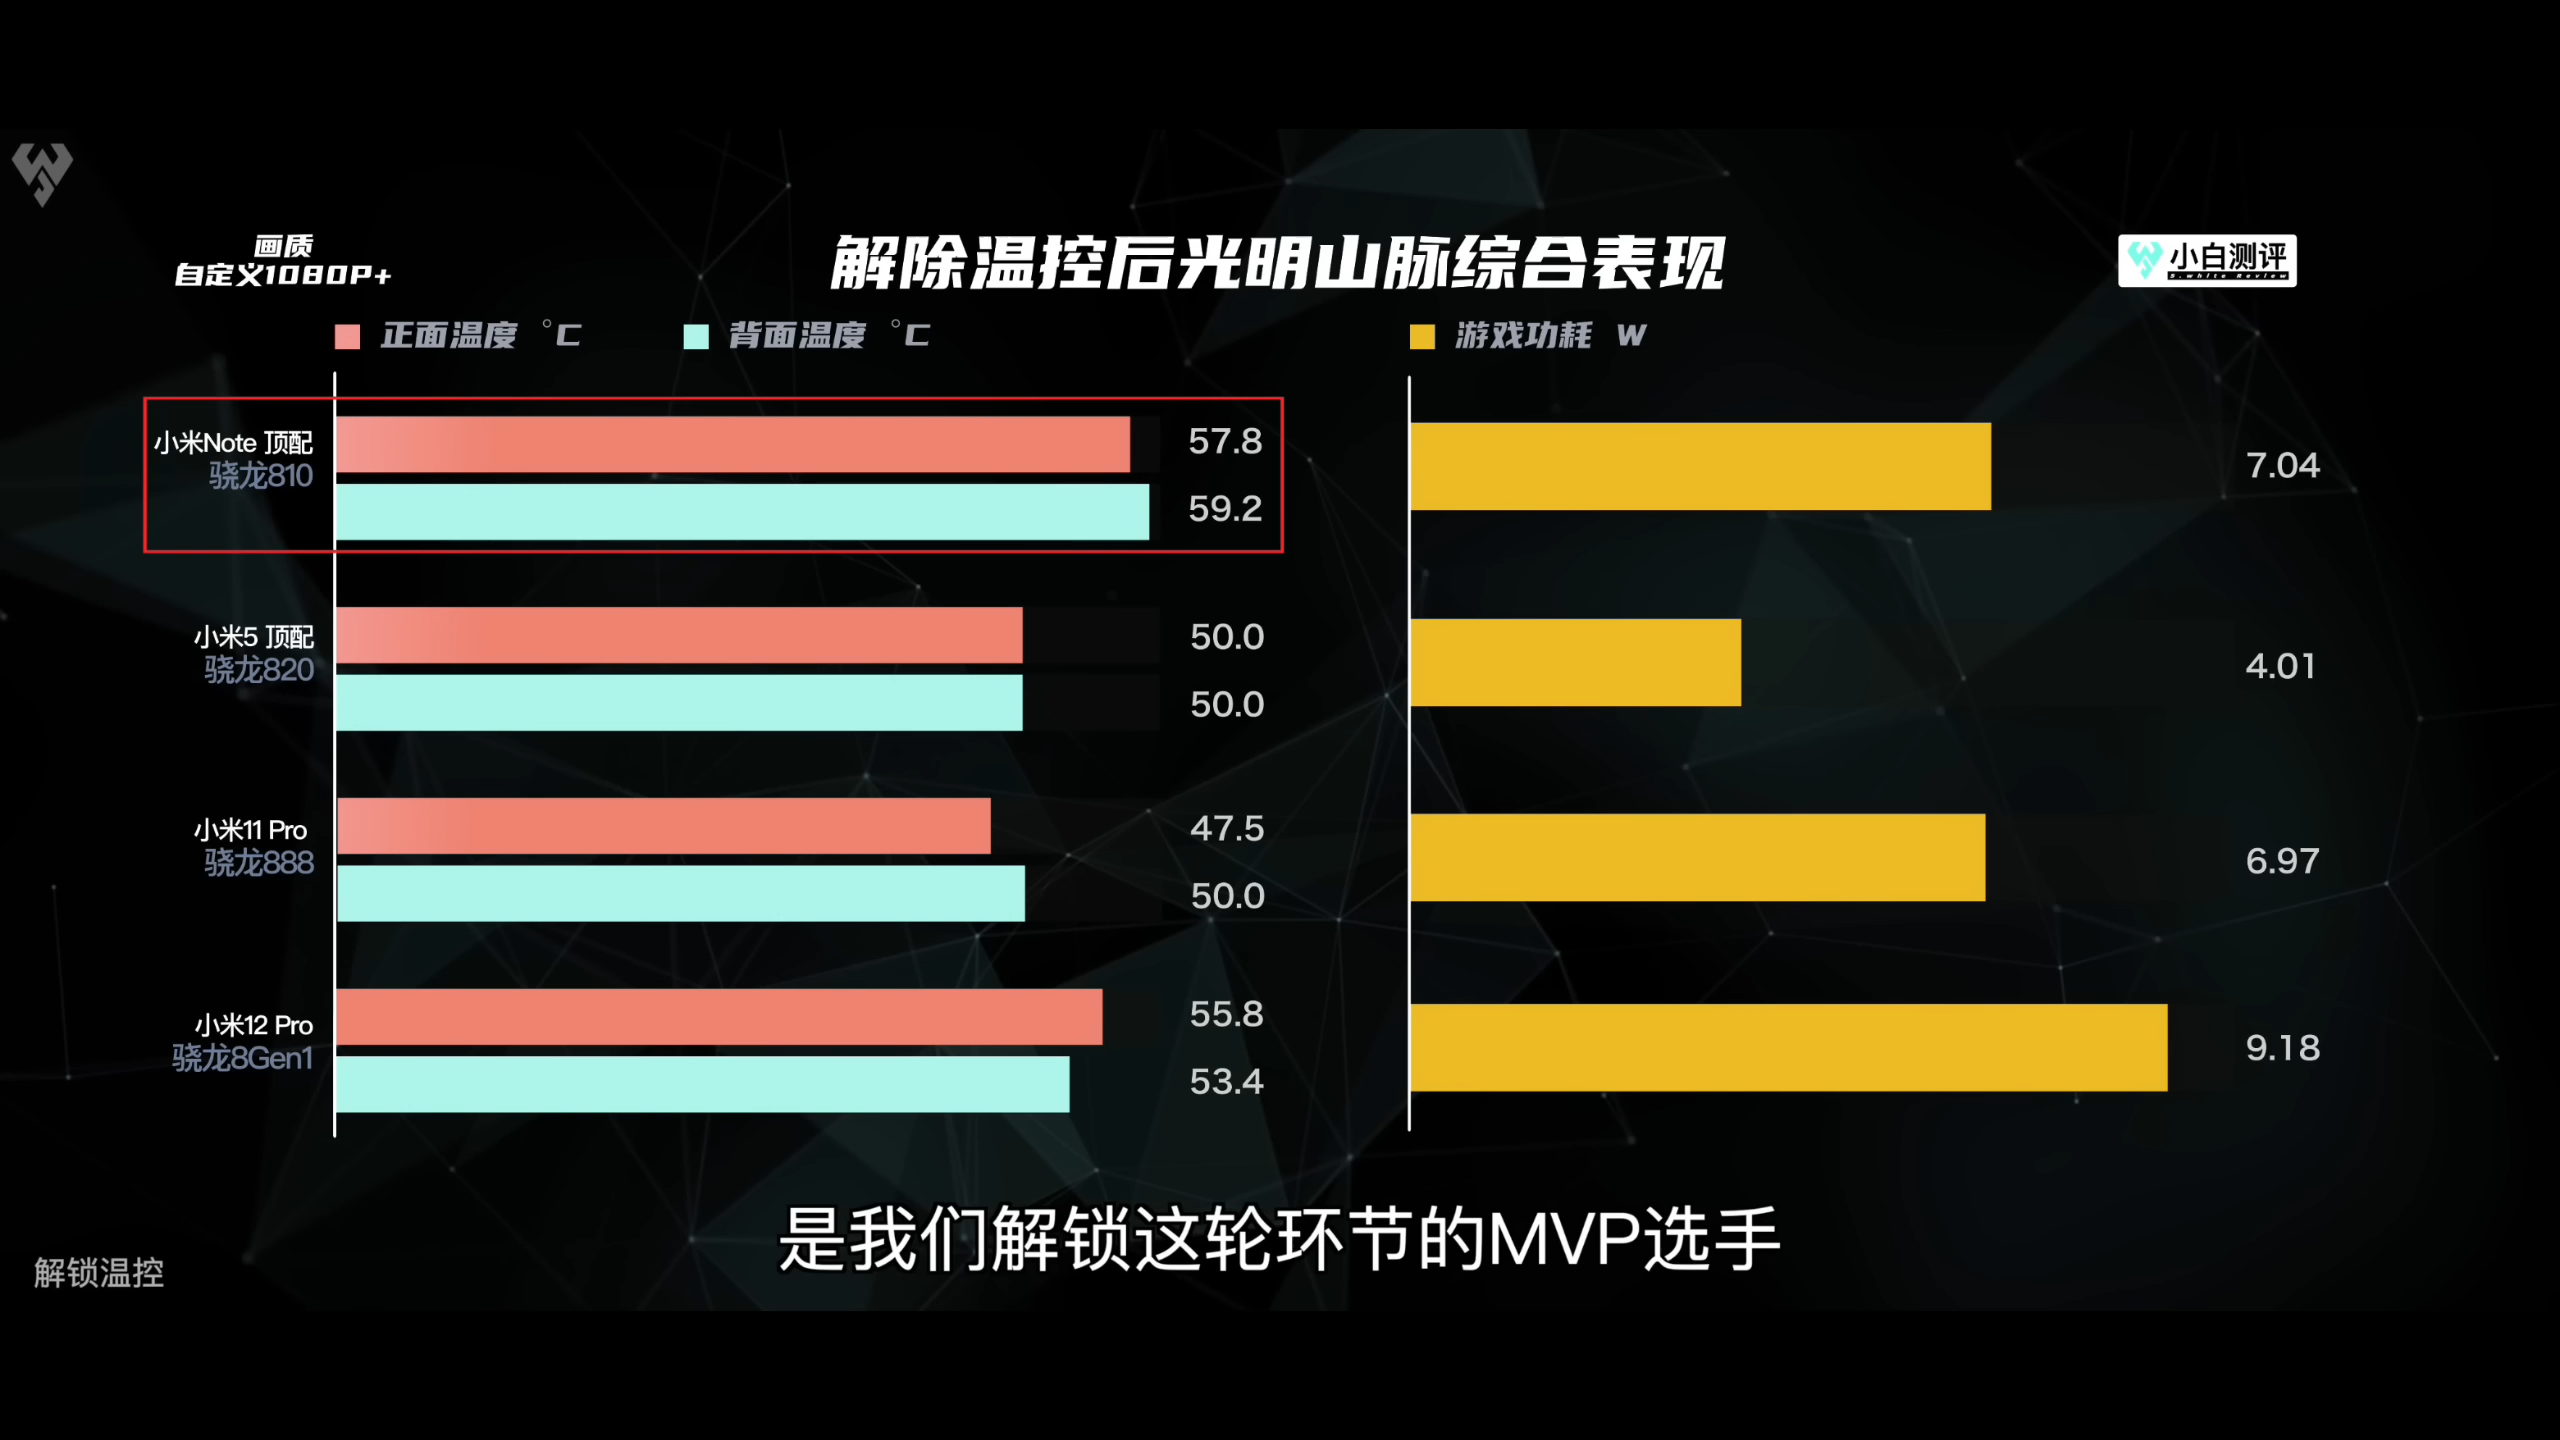 画质
自定义1080P+
解除温控后光明山脉综合表现
小白测评
S.white Review
正面温度 °C
背面温度 °C
游戏功耗 W
小米Note 顶配
骁龙810
57.8
59.2
7.04
小米5 顶配
骁龙820
50.0
50.0
4.01
小米11 Pro
骁龙888
47.5
50.0
6.97
小米12 Pro
骁龙8Gen1
55.8
53.4
9.18
是我们解锁这轮环节的MVP选手
解锁温控